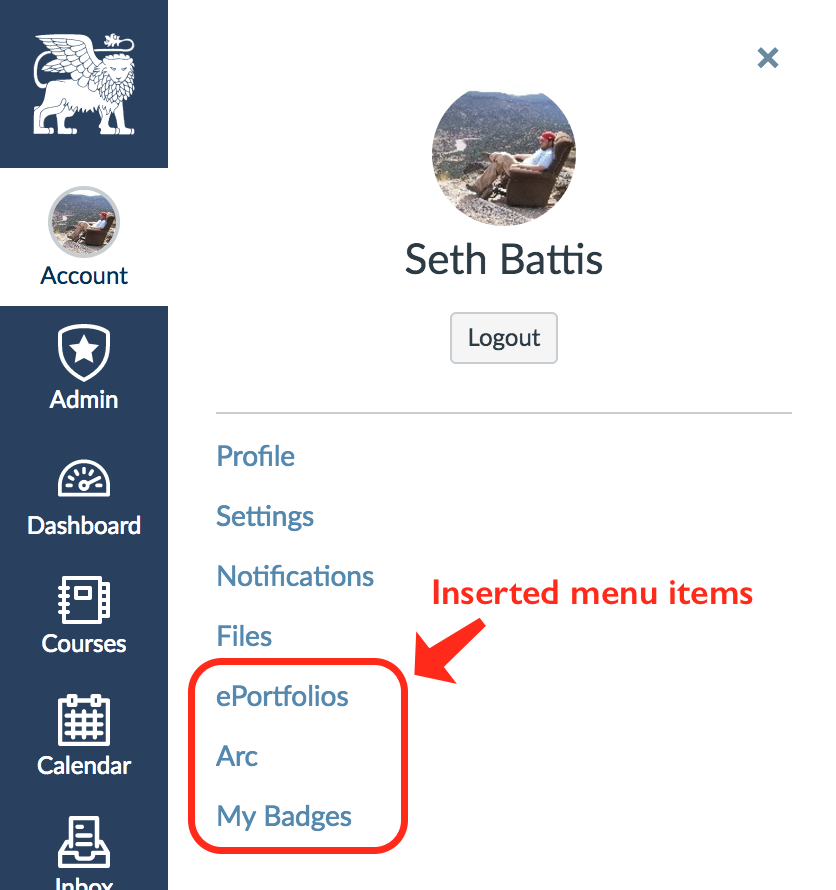 Account
Admin
Dashboard
Courses
Calendar
Inbox
Seth Battis
Logout
Profile
Settings
Notifications
Files
ePortfolios
Arc
My Badges
Inserted menu items